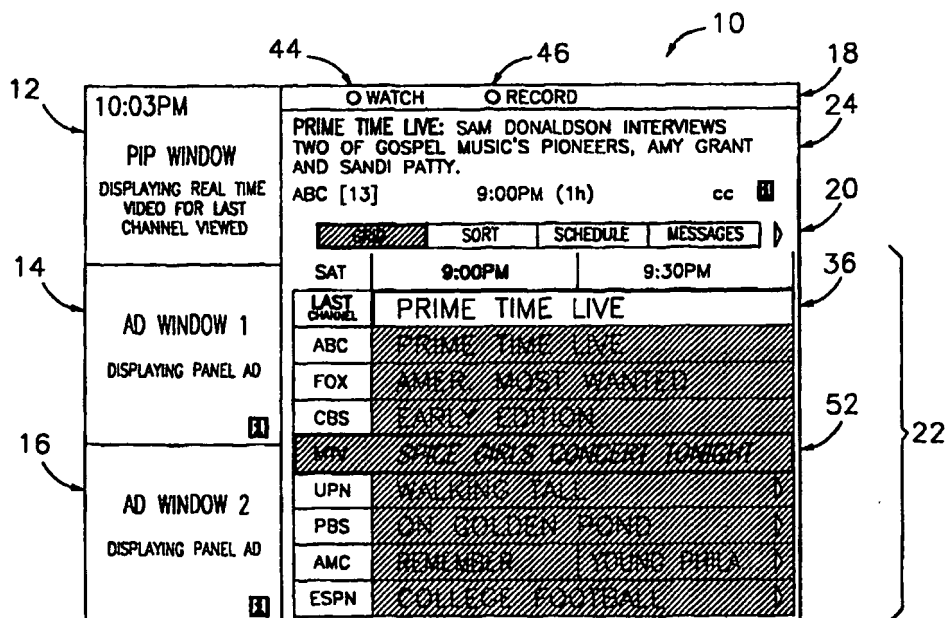 10
44
46
18
12
10:03PM
WATCH
RECORD
24
PRIME TIME LIVE: SAM DONALDSON INTERVIEWS
TWO OF GOSPEL MUSIC'S PIONEERS, AMY GRANT
AND SANDI PATTY.
PIP WINDOW
DISPLAYING REAL TIME
VIDEO FOR LAST
CHANNEL VIEWED
ABC [13]
9:00PM (1h)
cc
i
20
GRID
SORT
SCHEDULE
MESSAGES
14
SAT
9:00PM
9:30PM
36
LAST
CHANNEL
PRIME TIME LIVE
AD WINDOW 1
DISPLAYING PANEL AD
i
ABC
PRIME TIME LIVE
FOX
AMER. MOST WANTED
CBS
EARLY EDITION
52
22
16
MTV
SPICE GIRLS CONCERT TONIGHT
AD WINDOW 2
DISPLAYING PANEL AD
i
UPN
WALKING TALL
PBS
ON GOLDEN POND
AMC
REMEMBER
YOUNG PHILA.
ESPN
COLLEGE FOOTBALL